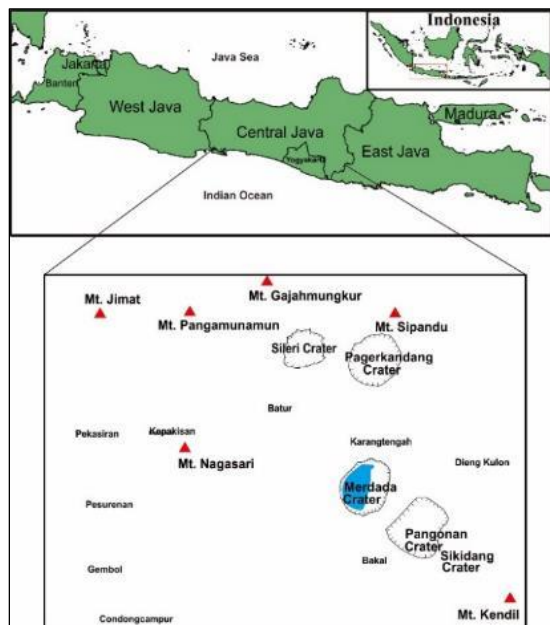 Indonesia
Java Sea
Jakarta
Banten
West Java
Central Java
Madura
Yogyakarta
East Java
Indian Ocean
Mt. Gajahmungkur
Mt. Jimat
Mt. Pangamunamun
Mt. Sipandu
Sileri Crater
Pagerkandang
Crater
Batur
Pekasiran
Kepakisan
Karangtengah
Mt. Nagasari
Dieng Kulon
Merdada
Crater
Pesurenan
Pangonan
Crater
Sikidang
Crater
Bakal
Gembol
Mt. Kendil
Condongcampur